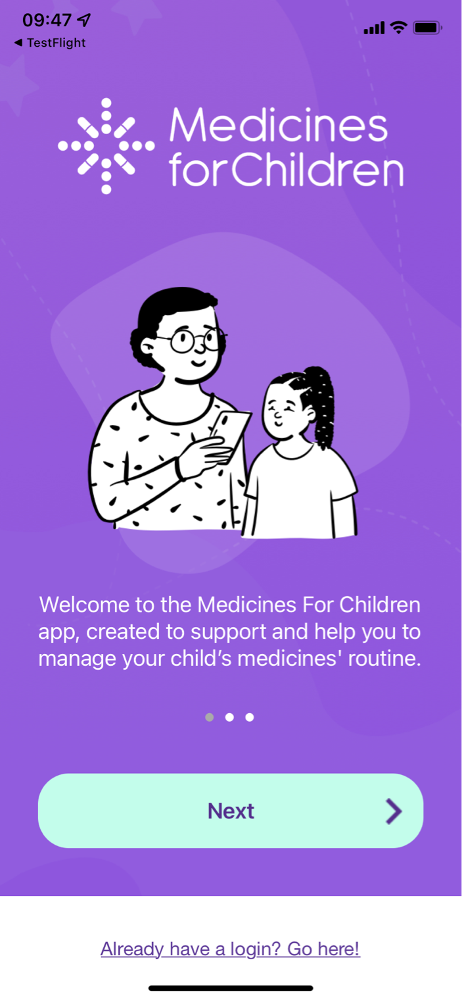 09:47
◀ TestFlight
Medicines
forChildren
Welcome to the Medicines For Children
app, created to support and help you to
manage your child’s medicines' routine.
Next
Already have a login? Go here!